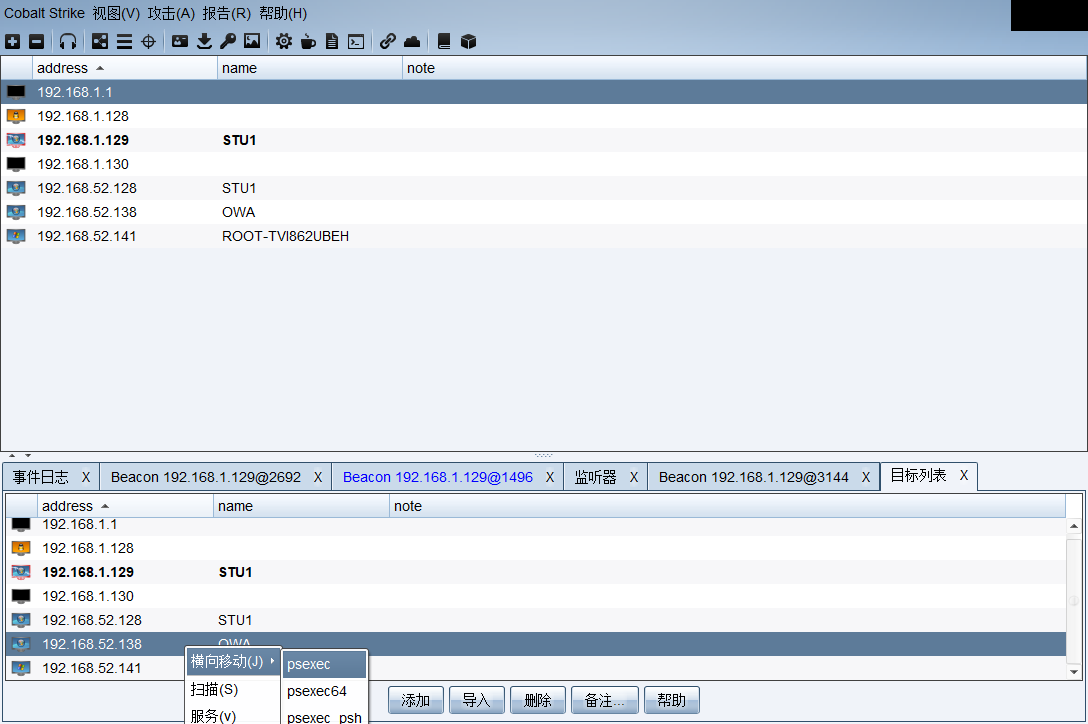 Cobalt Strike 视图(V) 攻击(A) 报告(R) 帮助(H)
address name note
192.168.1.1
192.168.1.128
192.168.1.129 STU1
192.168.1.130
192.168.52.128 STU1
192.168.52.138 OWA
192.168.52.141 ROOT-TVI862UBEH
事件日志 X Beacon 192.168.1.129@2692 X Beacon 192.168.1.129@1496 X 监听器 X Beacon 192.168.1.129@3144 X 目标列表 X
address name note
192.168.1.1
192.168.1.128
192.168.1.129 STU1
192.168.1.130
192.168.52.128 STU1
192.168.52.138 OWA
192.168.52.141
横向移动(J) psexec
扫描(S) psexec64
服务(v) psexec_psh
添加 导入 删除 备注... 帮助